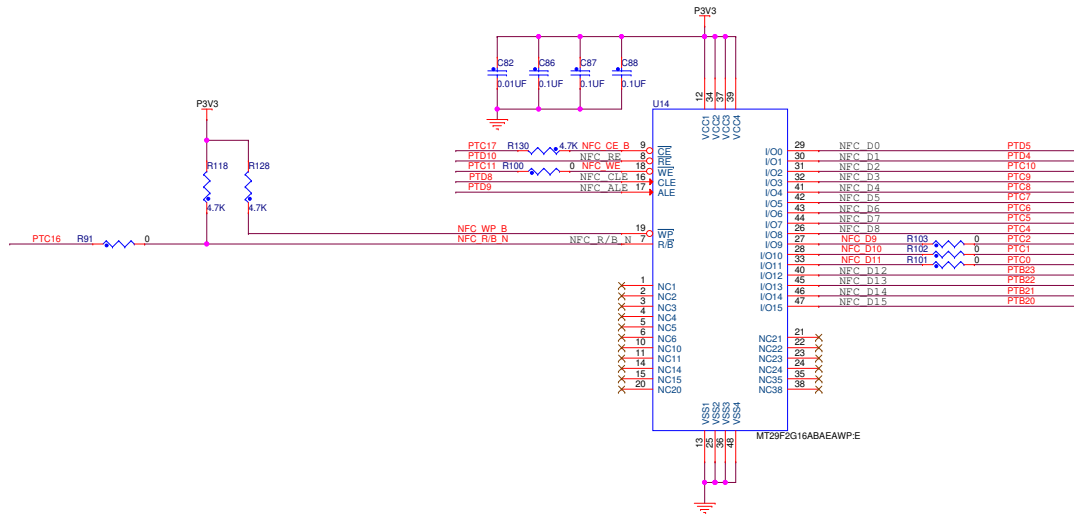 P3V3
C82
C86
C87
C88
0.01UF
0.1UF
0.1UF
0.1UF
P3V3
R118
R128
4.7K
4.7K
U14
12
34
37
39
VCC1
VCC2
VCC3
VCC4
PTC17 R130 4.7K NFC_CE_B 9 CE
PTD10 NFC_RE 8 RE
PTC11 R100 0 NFC_WE 18 WE
PTD8 NFC_CLE 16 CLE
PTD9 NFC_ALE 17 ALE
NFC_WP_B 19 WP
PTC16 R91 0 NFC_R/B_N NFC_R/B_N 7 R/B
1 NC1
2 NC2
3 NC3
4 NC4
5 NC5
6 NC6
10 NC10
11 NC11
14 NC14
15 NC15
20 NC20
I/O0 29 NFC_D0 PTD5
I/O1 30 NFC_D1 PTD4
I/O2 31 NFC_D2 PTC10
I/O3 32 NFC_D3 PTC9
I/O4 41 NFC_D4 PTC8
I/O5 42 NFC_D5 PTC7
I/O6 43 NFC_D6 PTC6
I/O7 44 NFC_D7 PTC5
I/O8 26 NFC_D8 PTC4
I/O9 27 NFC_D9 R103 0 PTC2
I/O10 28 NFC_D10 R102 0 PTC1
I/O11 33 NFC_D11 R101 0 PTC0
I/O12 40 NFC_D12 PTB23
I/O13 45 NFC_D13 PTB22
I/O14 46 NFC_D14 PTB21
I/O15 47 NFC_D15 PTB20
NC21 21
NC22 22
NC23 23
NC24 24
NC35 35
NC38 38
VSS1
VSS2
VSS3
VSS4
13
25
36
48
MT29F2G16ABAEAWP:E